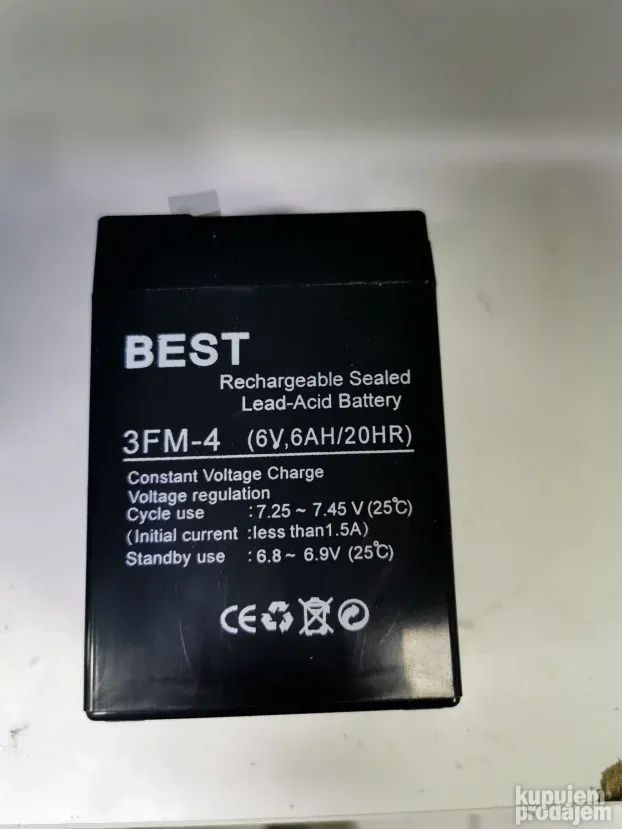 BEST
Rechargeable Sealed
Lead-Acid Battery
3FM-4 (6V,6AH/20HR)
Constant Voltage Charge
Voltage regulation
Cycle use : 7.25 ~ 7.45 V (25℃)
(Initial current :less than1.5A)
Standby use : 6.8 ~ 6.9V (25℃)
CE
kupujem
prodajem